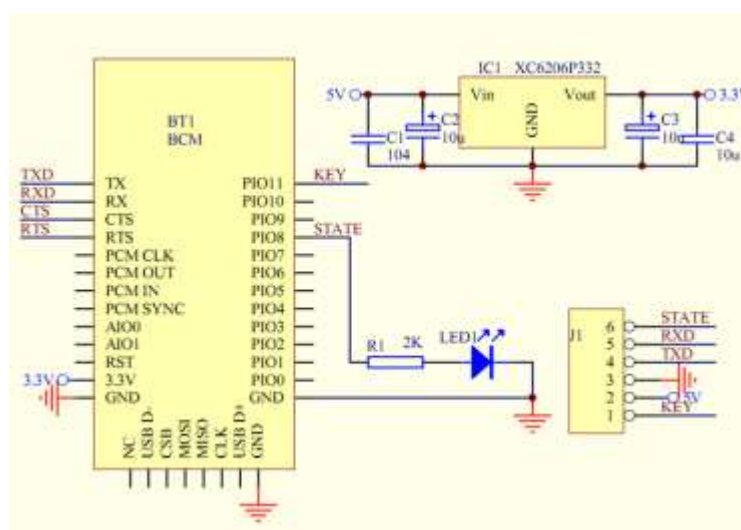 IC1 XC6206P332
5V
Vin Vout
3.3V
GND
C1
104
C2
10u
C3
10u
C4
10u
BT1
BCM
TXD TX PIO11 KEY
RXD RX PIO10
CTS CTS PIO9
RTS RTS PIO8 STATE
PCM CLK PIO7
PCM OUT PIO6
PCM IN PIO5
PCM SYNC PIO4
AIO0 PIO3
AIO1 PIO2
RST PIO1
3.3V 3.3V PIO0
GND GND
NC
USB D-
CSB
MOSI
MISO
CLK
USB D+
GND
R1 2K LED1
J1
6 STATE
5 RXD
4 TXD
3
2 5V
1 KEY